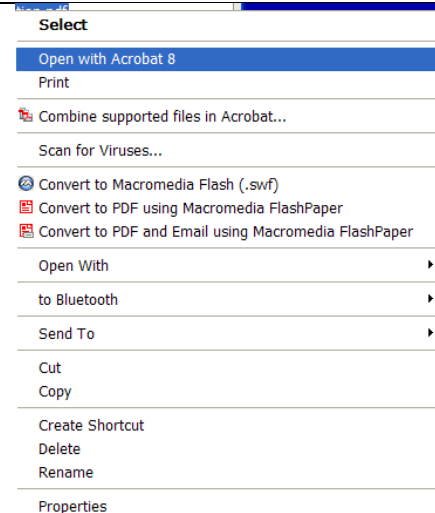 Select
Open with Acrobat 8
Print
Combine supported files in Acrobat...
Scan for Viruses...
Convert to Macromedia Flash (.swf)
Convert to PDF using Macromedia FlashPaper
Convert to PDF and Email using Macromedia FlashPaper
Open With
to Bluetooth
Send To
Cut
Copy
Create Shortcut
Delete
Rename
Properties